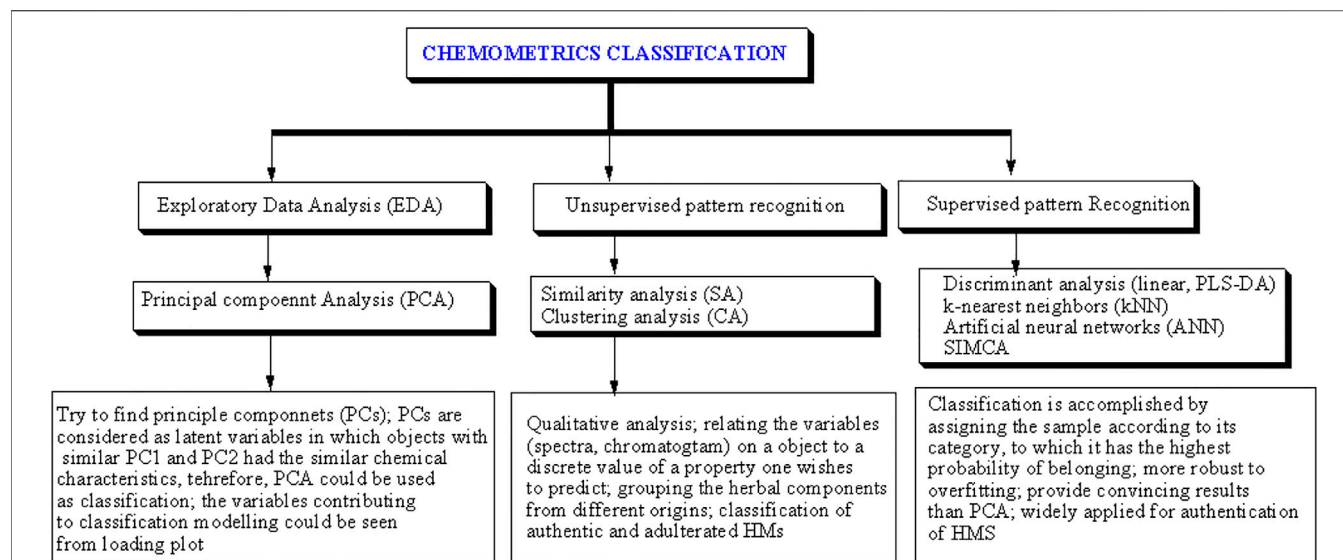 CHEMOMETRICS CLASSIFICATION
Exploratory Data Analysis (EDA)
Unsupervised pattern recognition
Supervised pattern Recognition
Principal compoennt Analysis (PCA)
Similarity analysis (SA)
Clustering analysis (CA)
Discriminant analysis (linear, PLS-DA)
k-nearest neighbors (kNN)
Artificial neural networks (ANN)
SIMCA
Try to find principle componnets (PCs); PCs are
considered as latent variables in which objects with
similar PC1 and PC2 had the similar chemical
characteristics, tehrefore, PCA could be used
as classification; the variables contributing
to classification modelling could be seen
from loading plot
Qualitative analysis; relating the variables
(spectra, chromatogtam) on a object to a
discrete value of a property one wishes
to predict; grouping the herbal components
from different origins; classification of
authentic and adulterated HMs
Classification is accomplished by
assigning the sample according to its
category, to which it has the highest
probability of belonging; more robust to
overfitting; provide convincing results
than PCA; widely applied for authentication
of HMS